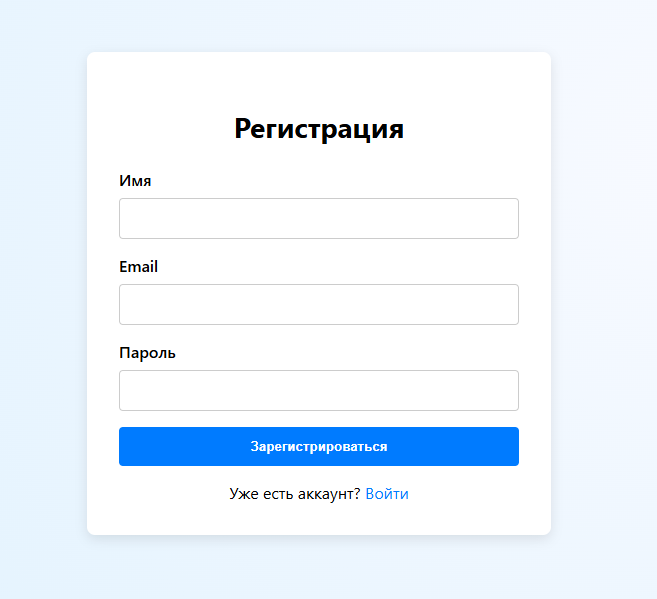 Регистрация
Имя
Email
Пароль
Зарегистрироваться
Уже есть аккаунт? Войти